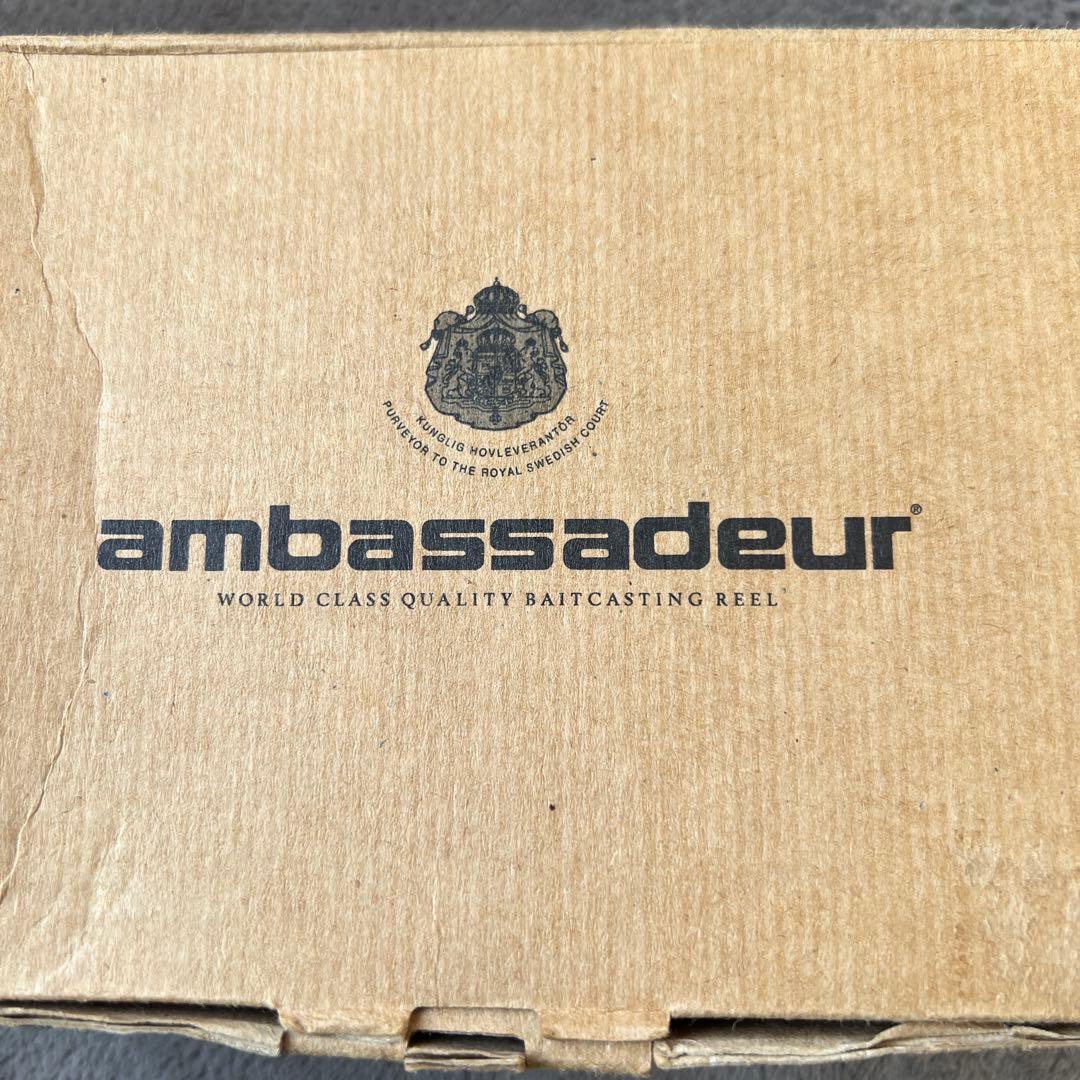 KUNGLIG HOVLEVERANTÖR
PURVEYOR TO THE ROYAL SWEDISH COURT
ambassadeur®
WORLD CLASS QUALITY BAITCASTING REEL